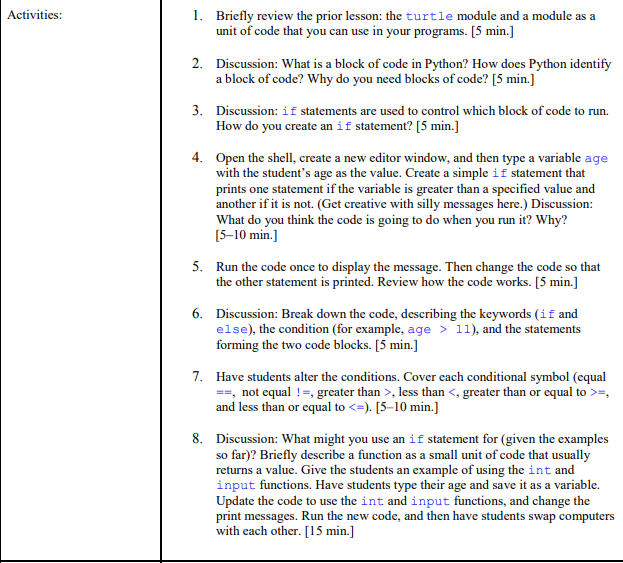 Activities:
1. Briefly review the prior lesson: the turtle module and a module as a
unit of code that you can use in your programs. [5 min.]
2. Discussion: What is a block of code in Python? How does Python identify
a block of code? Why do you need blocks of code? [5 min.]
3. Discussion: if statements are used to control which block of code to run.
How do you create an if statement? [5 min.]
4. Open the shell, create a new editor window, and then type a variable age
with the student’s age as the value. Create a simple if statement that
prints one statement if the variable is greater than a specified value and
another if it is not. (Get creative with silly messages here.) Discussion:
What do you think the code is going to do when you run it? Why?
[5–10 min.]
5. Run the code once to display the message. Then change the code so that
the other statement is printed. Review how the code works. [5 min.]
6. Discussion: Break down the code, describing the keywords (if and
else), the condition (for example, age > 11), and the statements
forming the two code blocks. [5 min.]
7. Have students alter the conditions. Cover each conditional symbol (equal
==, not equal !=, greater than >, less than <, greater than or equal to >=,
and less than or equal to <=). [5–10 min.]
8. Discussion: What might you use an if statement for (given the examples
so far)? Briefly describe a function as a small unit of code that usually
returns a value. Give the students an example of using the int and
input functions. Have students type their age and save it as a variable.
Update the code to use the int and input functions, and change the
print messages. Run the new code, and then have students swap computers
with each other. [15 min.]